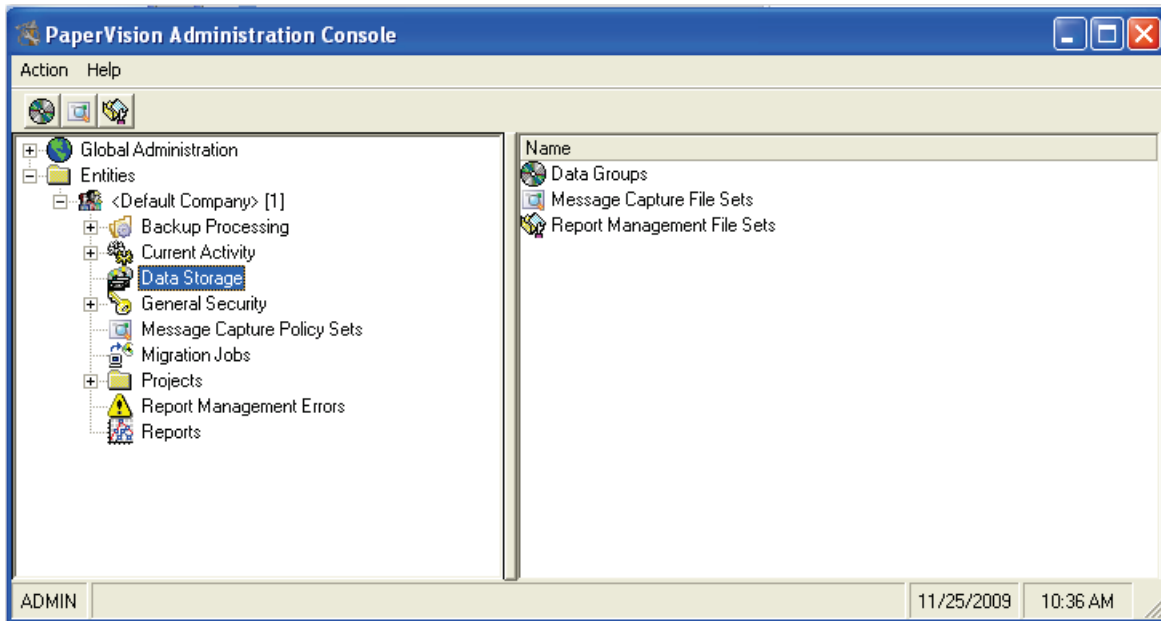 PaperVision Administration Console
Action Help
Global Administration
Entities
<Default Company> [1]
Backup Processing
Current Activity
Data Storage
General Security
Message Capture Policy Sets
Migration Jobs
Projects
Report Management Errors
Reports
Name
Data Groups
Message Capture File Sets
Report Management File Sets
ADMIN 11/25/2009 10:36 AM